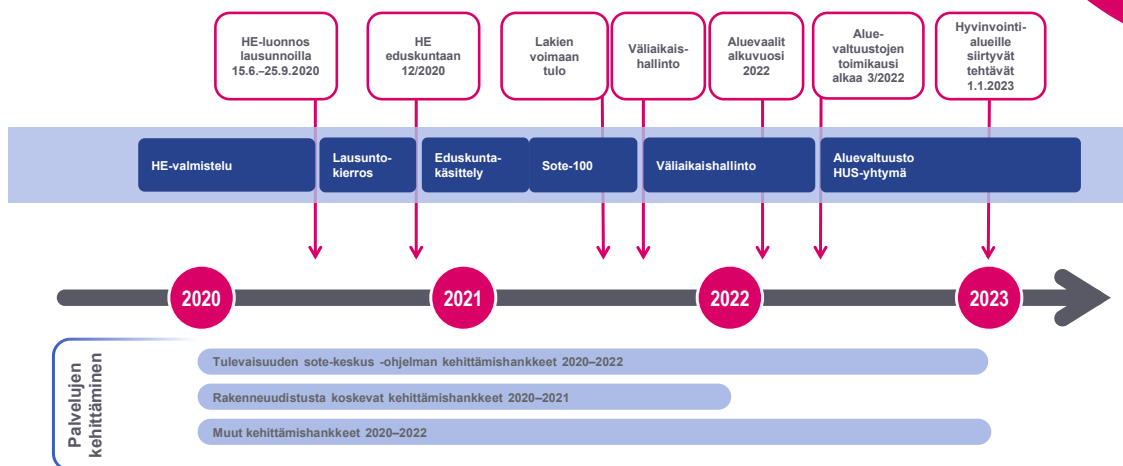 HE-luonnos
lausunnoilla
15.6.–25.9.2020
HE
eduskuntaan
12/2020
Lakien
voimaan
tulo
Väliaikais-
hallinto
Aluevaalit
alkuvuosi
2022
Alue-
valtuustojen
toimikausi
alkaa 3/2022
Hyvinvointi-
alueille
siirtyvät
tehtävät
1.1.2023
HE-valmistelu
Lausunto-
kierros
Eduskunta-
käsittely
Sote-100
Väliaikaishallinto
Aluevaltuusto
HUS-yhtymä
2020
2021
2022
2023
Palvelujen
kehittäminen
Tulevaisuuden sote-keskus -ohjelman kehittämishankkeet 2020–2022
Rakenneuudistusta koskevat kehittämishankkeet 2020–2021
Muut kehittämishankkeet 2020–2022